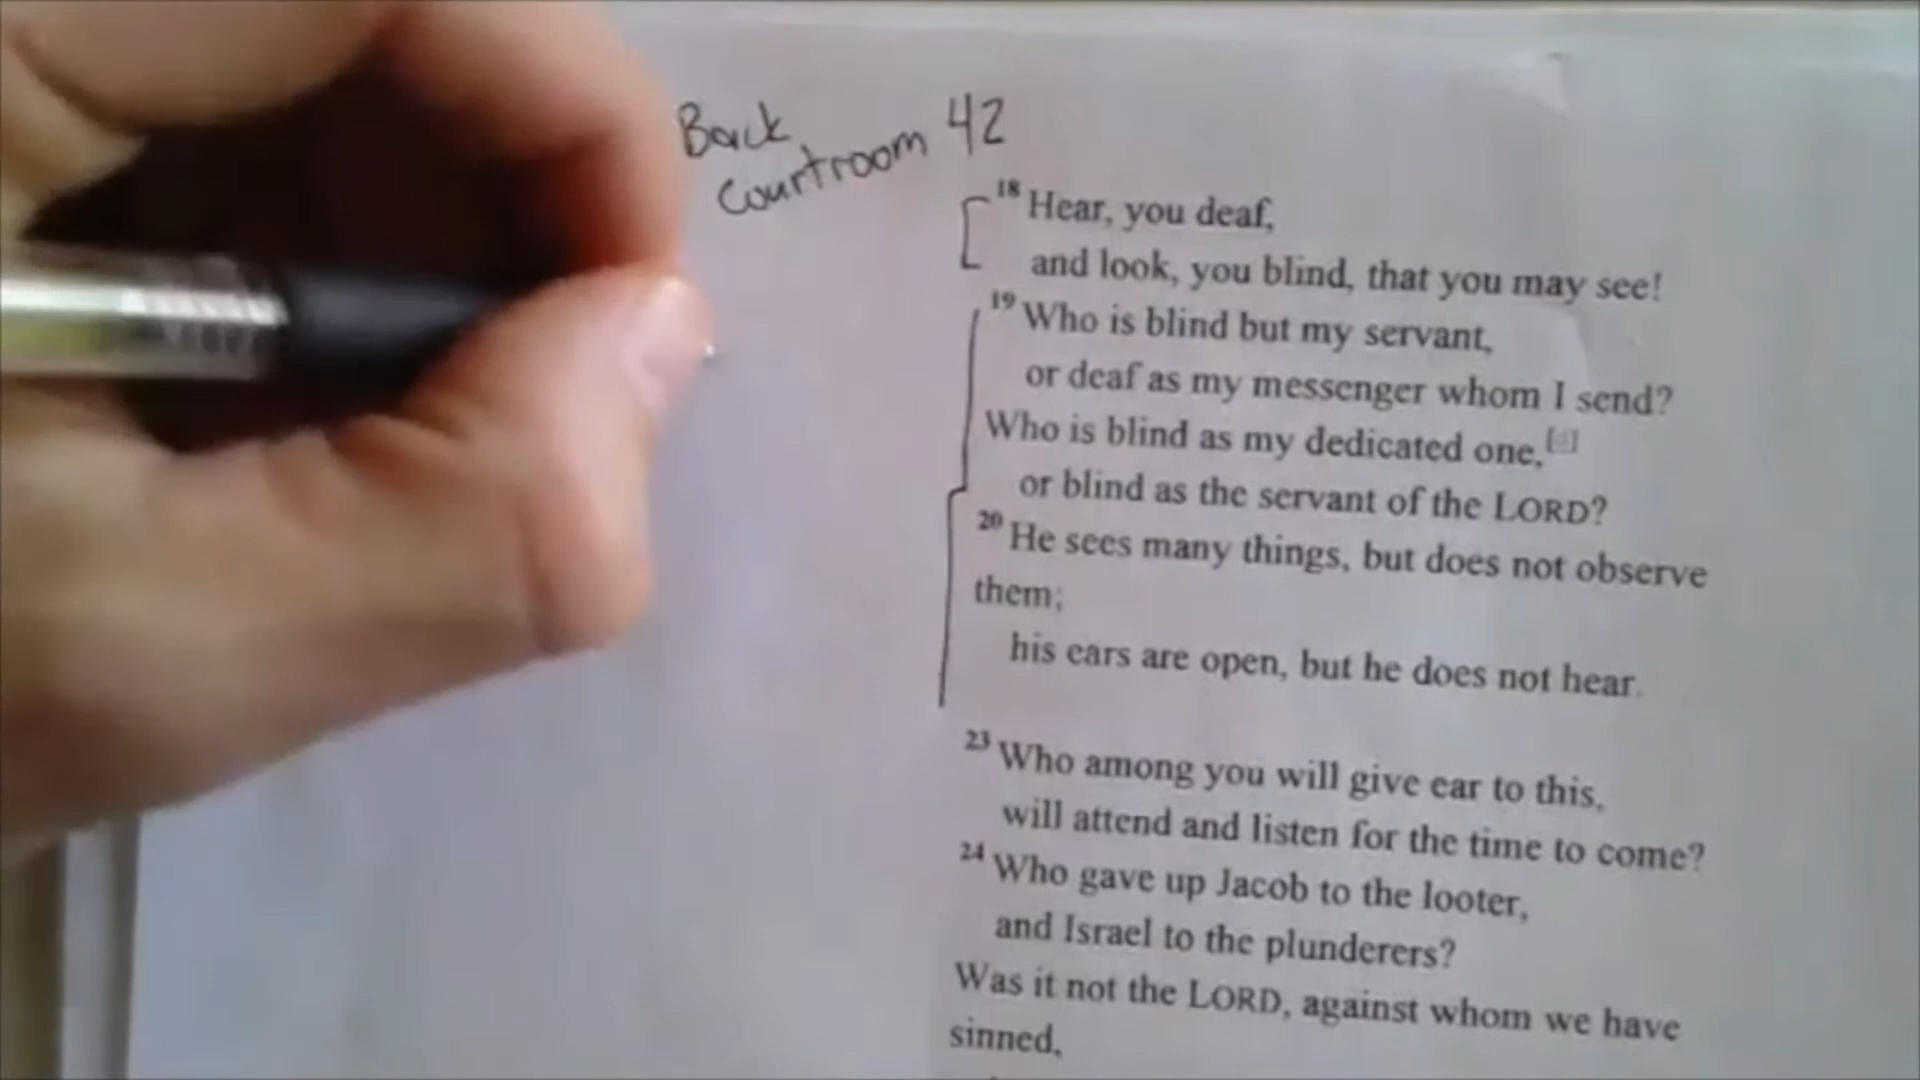 Back
Courtroom 42
18 Hear, you deaf,
and look, you blind, that you may see!
19 Who is blind but my servant,
or deaf as my messenger whom I send?
Who is blind as my dedicated one,[d]
or blind as the servant of the LORD?
20 He sees many things, but does not observe
them;
his ears are open, but he does not hear.
23 Who among you will give ear to this,
will attend and listen for the time to come?
24 Who gave up Jacob to the looter,
and Israel to the plunderers?
Was it not the LORD, against whom we have
sinned,